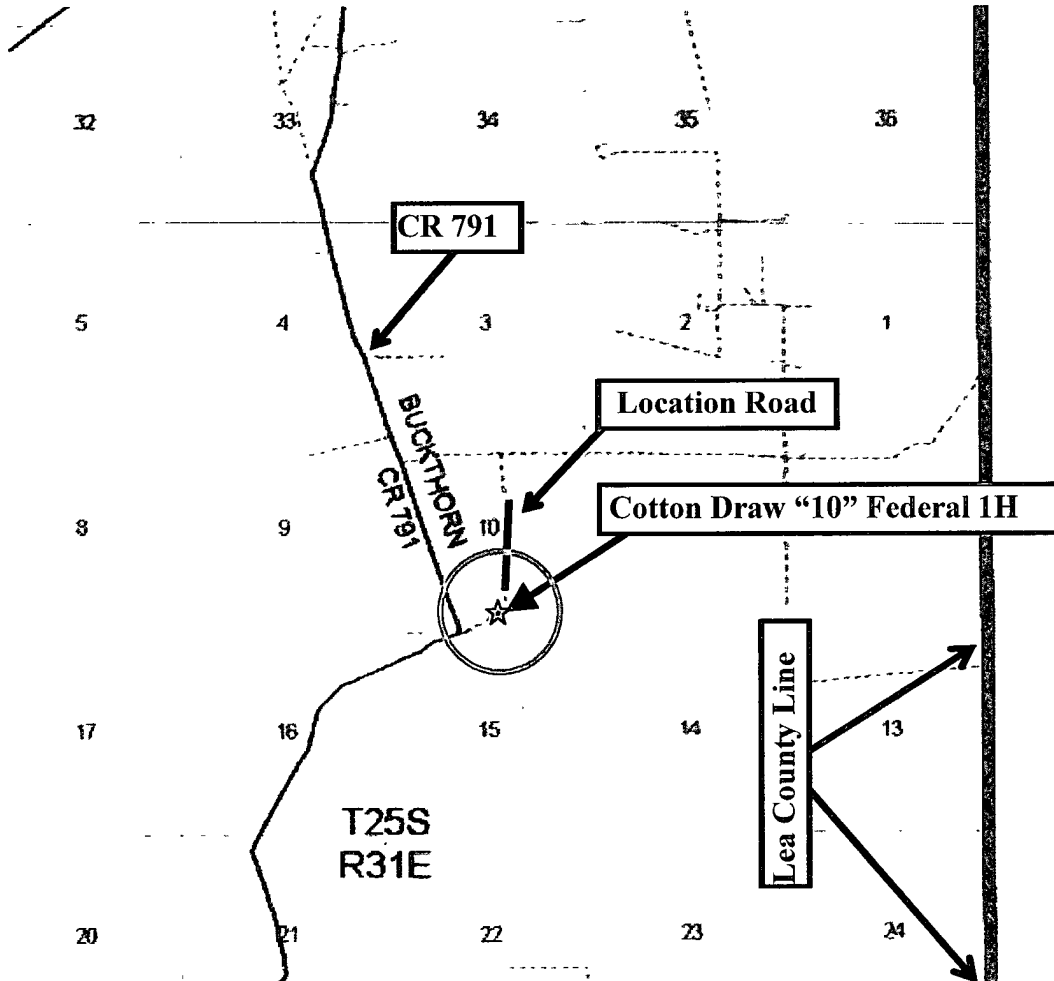 32 33 34 35 36
CR 791
5 4 3 2 1
Location Road
BUCKTHORN
CR 791
Cotton Draw “10” Federal 1H
8 9 10
Lea County Line
17 16 15 14 13
T25S
R31E
20 21 22 23 24